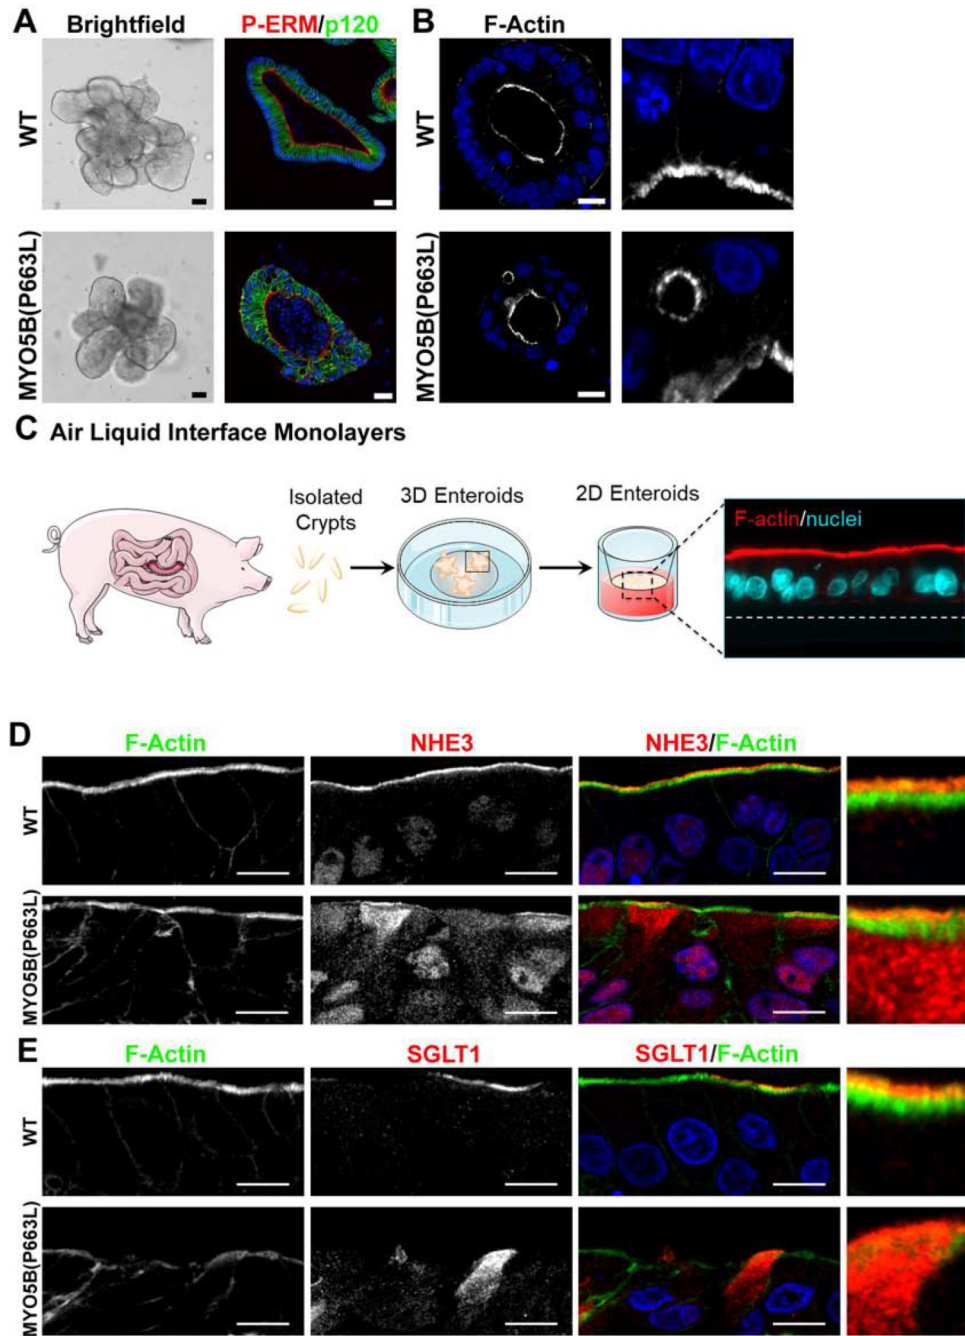 A Brightfield P-ERM/p120 B F-Actin
WT
MYO5B(P663L)
C Air Liquid Interface Monolayers
Isolated
Crypts
3D Enteroids
2D Enteroids
F-actin/nuclei
D F-Actin NHE3 NHE3/F-Actin
WT
MYO5B(P663L)
E F-Actin SGLT1 SGLT1/F-Actin
WT
MYO5B(P663L)
WT
MYO5B(P663L)